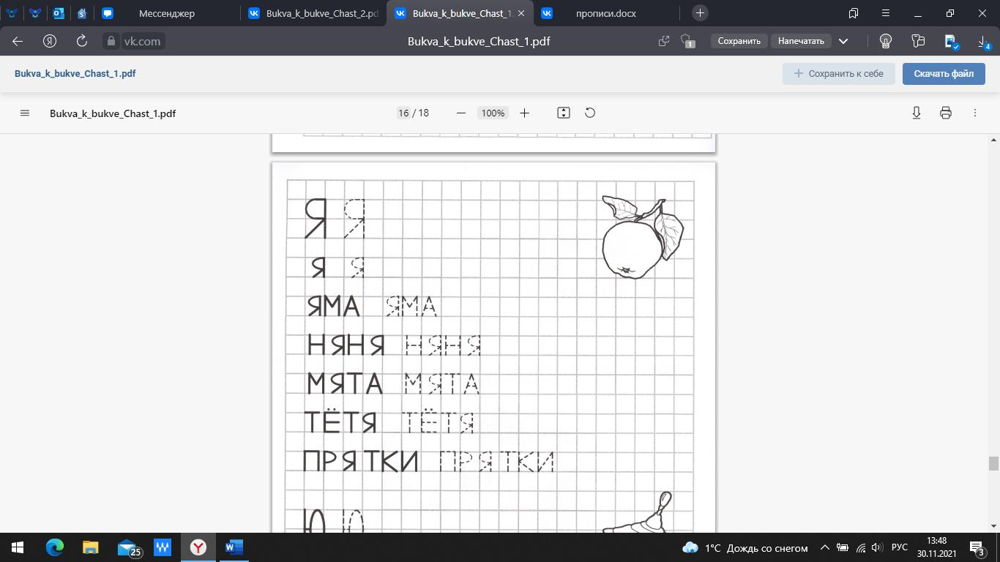 Мессенджер
Bukva_k_bukve_Chast_2.pd
Bukva_k_bukve_Chast_1.
прописи.docx
vk.com
Bukva_k_bukve_Chast_1.pdf
1
Сохранить
Напечатать
4
Bukva_k_bukve_Chast_1.pdf
+ Сохранить к себе
Скачать файл
Bukva_k_bukve_Chast_1.pdf
16 / 18
100%
Я Я
Я Я
ЯМА ЯМА
НЯНЯ НЯНЯ
МЯТА МЯТА
ТЁТЯ ТЁТЯ
ПРЯТКИ ПРЯТКИ
Ю Ю
25
1°C Дождь со снегом
РУС
13:48
30.11.2021
3